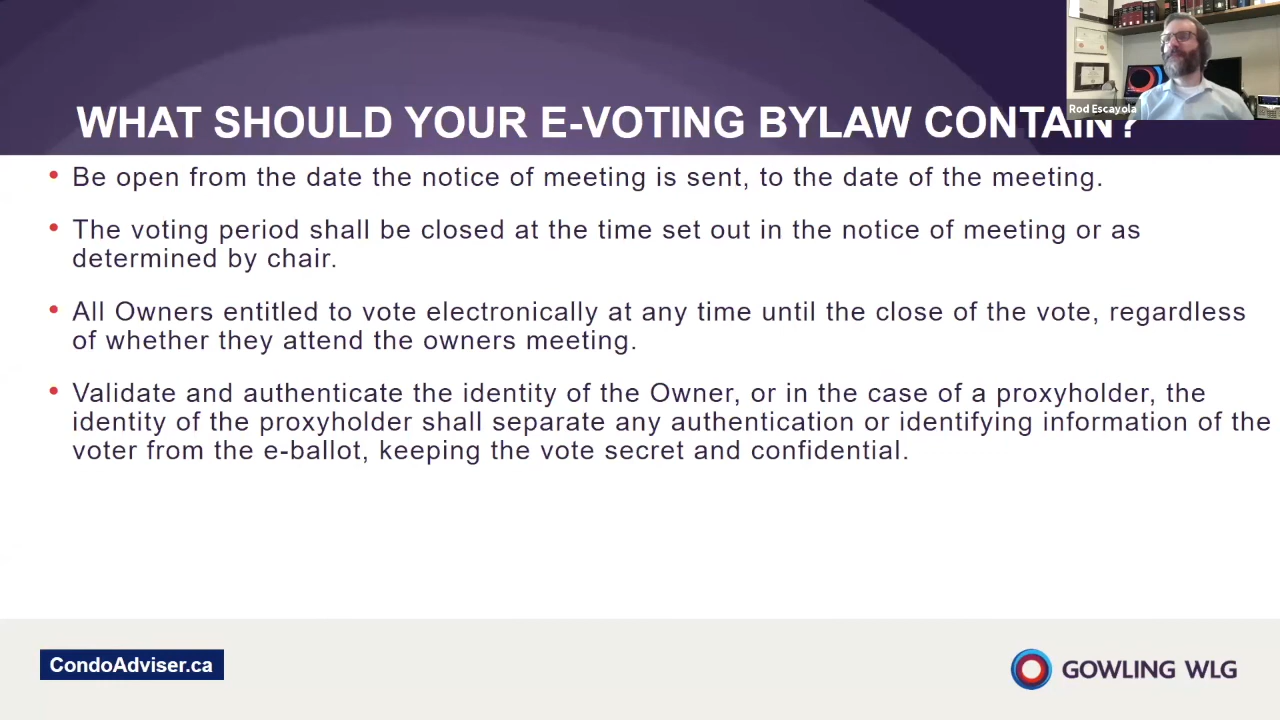 WHAT SHOULD YOUR E-VOTING BYLAW CONTAIN?
Rod Escayola
• Be open from the date the notice of meeting is sent, to the date of the meeting.
• The voting period shall be closed at the time set out in the notice of meeting or as
determined by chair.
• All Owners entitled to vote electronically at any time until the close of the vote, regardless
of whether they attend the owners meeting.
• Validate and authenticate the identity of the Owner, or in the case of a proxyholder, the
identity of the proxyholder shall separate any authentication or identifying information of the
voter from the e-ballot, keeping the vote secret and confidential.
CondoAdviser.ca
GOWLING WLG